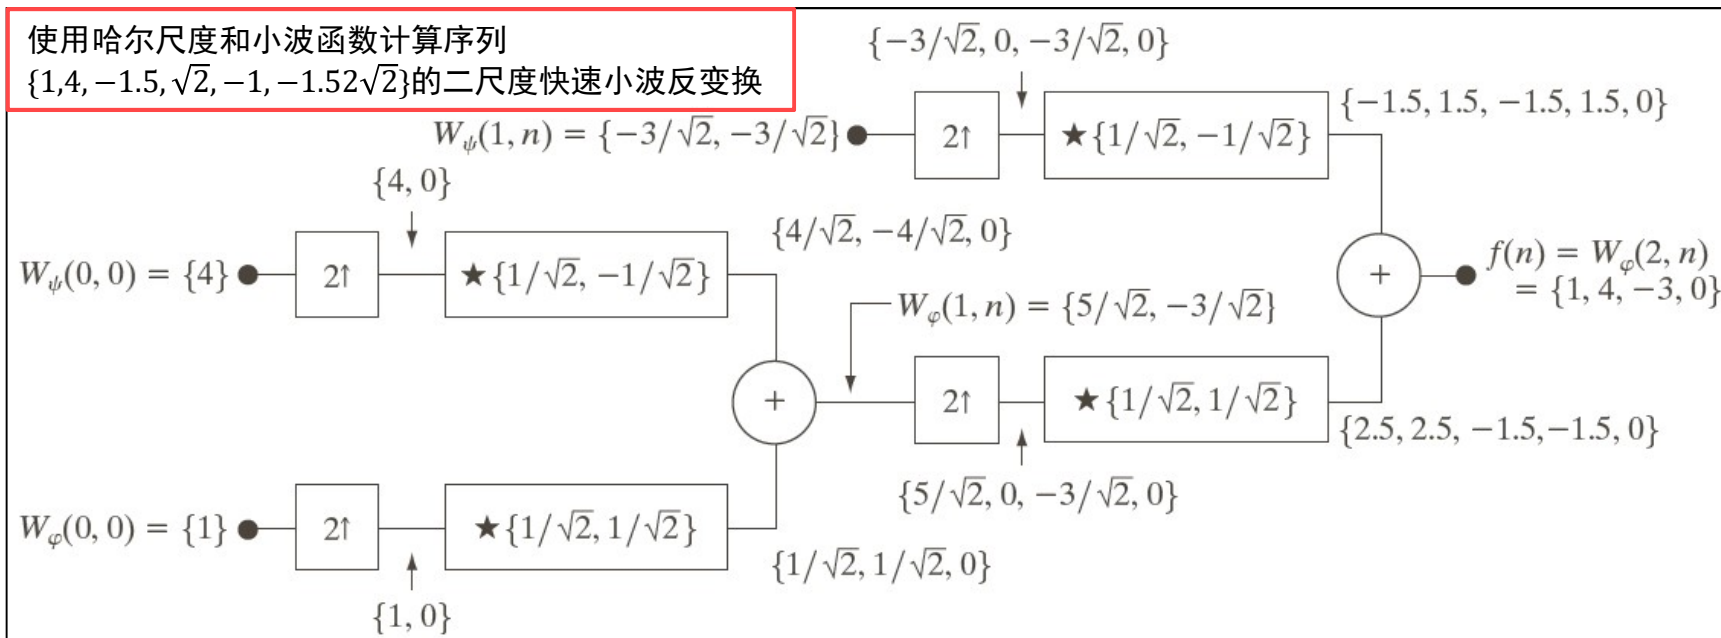 使用哈尔尺度和小波函数计算序列
{1,4, −1.5, √2, −1, −1.52√2}的二尺度快速小波反变换
{−3/√2, 0, −3/√2, 0}
W_ψ(1, n) = {−3/√2, −3/√2}
2↑
★{1/√2, −1/√2}
{−1.5, 1.5, −1.5, 1.5, 0}
{4, 0}
W_ψ(0, 0) = {4}
2↑
★{1/√2, −1/√2}
{4/√2, −4/√2, 0}
+
f(n) = W_φ(2, n)
= {1, 4, −3, 0}
W_φ(1, n) = {5/√2, −3/√2}
+
2↑
★{1/√2, 1/√2}
{2.5, 2.5, −1.5,−1.5, 0}
{5/√2, 0, −3/√2, 0}
W_φ(0, 0) = {1}
2↑
★{1/√2, 1/√2}
{1/√2, 1/√2, 0}
{1, 0}